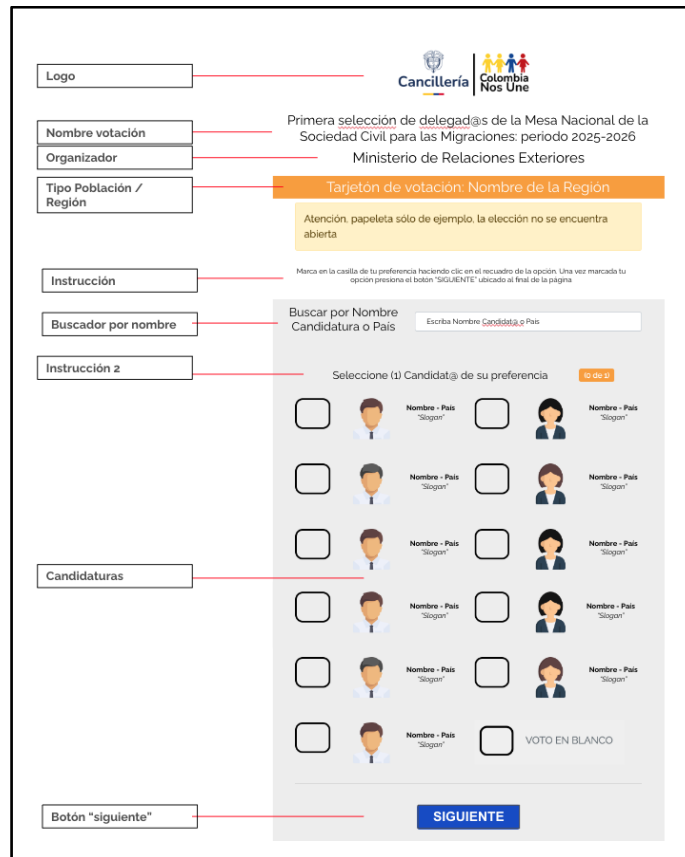 Logo
Cancillería
Colombia
Nos Une
Nombre votación
Primera selección de delegad@s de la Mesa Nacional de la
Sociedad Civil para las Migraciones: periodo 2025-2026
Organizador
Ministerio de Relaciones Exteriores
Tipo Población /
Región
Tarjetón de votación: Nombre de la Región
Atención, papeleta sólo de ejemplo, la elección no se encuentra
abierta
Instrucción
Marca en la casilla de tu preferencia haciendo clic en el recuadro de la opción. Una vez marcada tu
opción presiona el botón "SIGUIENTE" ubicado al final de la página
Buscador por nombre
Buscar por Nombre
Candidatura o País
Escriba Nombre Candidat@ o País
Instrucción 2
Seleccione (1) Candidat@ de su preferencia
(0 de 1)
Nombre - País
"Slogan"
Nombre - País
"Slogan"
Nombre - País
"Slogan"
Nombre - País
"Slogan"
Nombre - País
"Slogan"
Nombre - País
"Slogan"
Candidaturas
Nombre - País
"Slogan"
Nombre - País
"Slogan"
Nombre - País
"Slogan"
Nombre - País
"Slogan"
Nombre - País
"Slogan"
VOTO EN BLANCO
Botón "siguiente"
SIGUIENTE